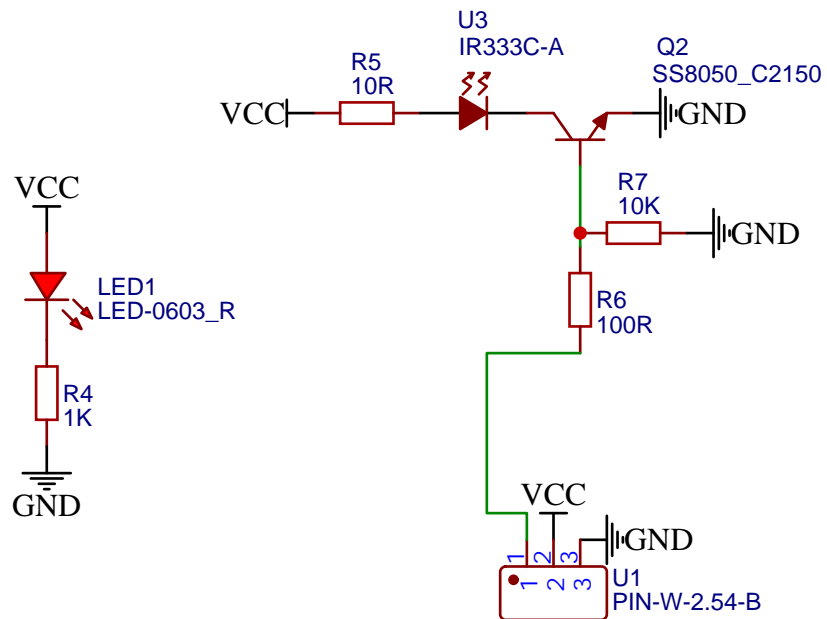 U3
IR333C-A
Q2
SS8050_C2150
R5
10R
VCC
GND
R7
10K
GND
VCC
LED1
LED-0603_R
R6
100R
R4
1K
GND
VCC
GND
1
2
3
1
2
3
U1
PIN-W-2.54-B